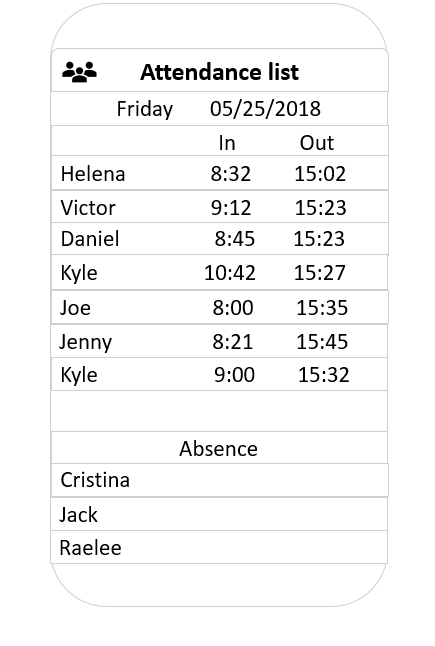 Attendance list
Friday 05/25/2018
In Out
Helena 8:32 15:02
Victor 9:12 15:23
Daniel 8:45 15:23
Kyle 10:42 15:27
Joe 8:00 15:35
Jenny 8:21 15:45
Kyle 9:00 15:32
Absence
Cristina
Jack
Raelee